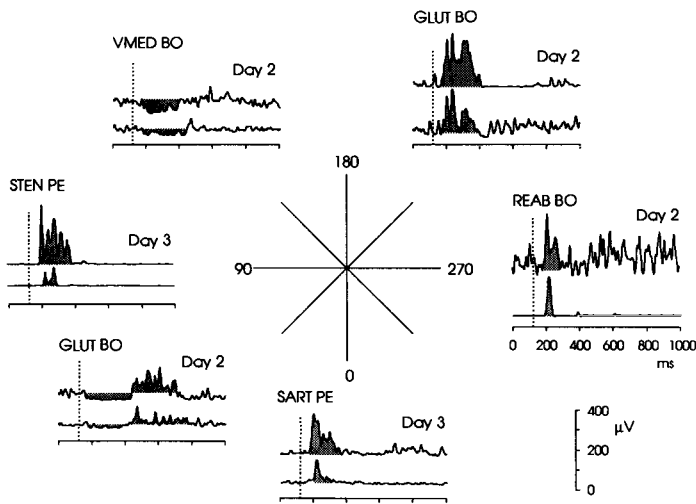 GLUT BO
VMED BO
Day 2
Day 2
180
STEN PE
REAB BO
Day 3
Day 2
90
270
GLUT BO
Day 2
0 200 400 600 800 1000
ms
0
SART PE
Day 3
400
µV
200
0